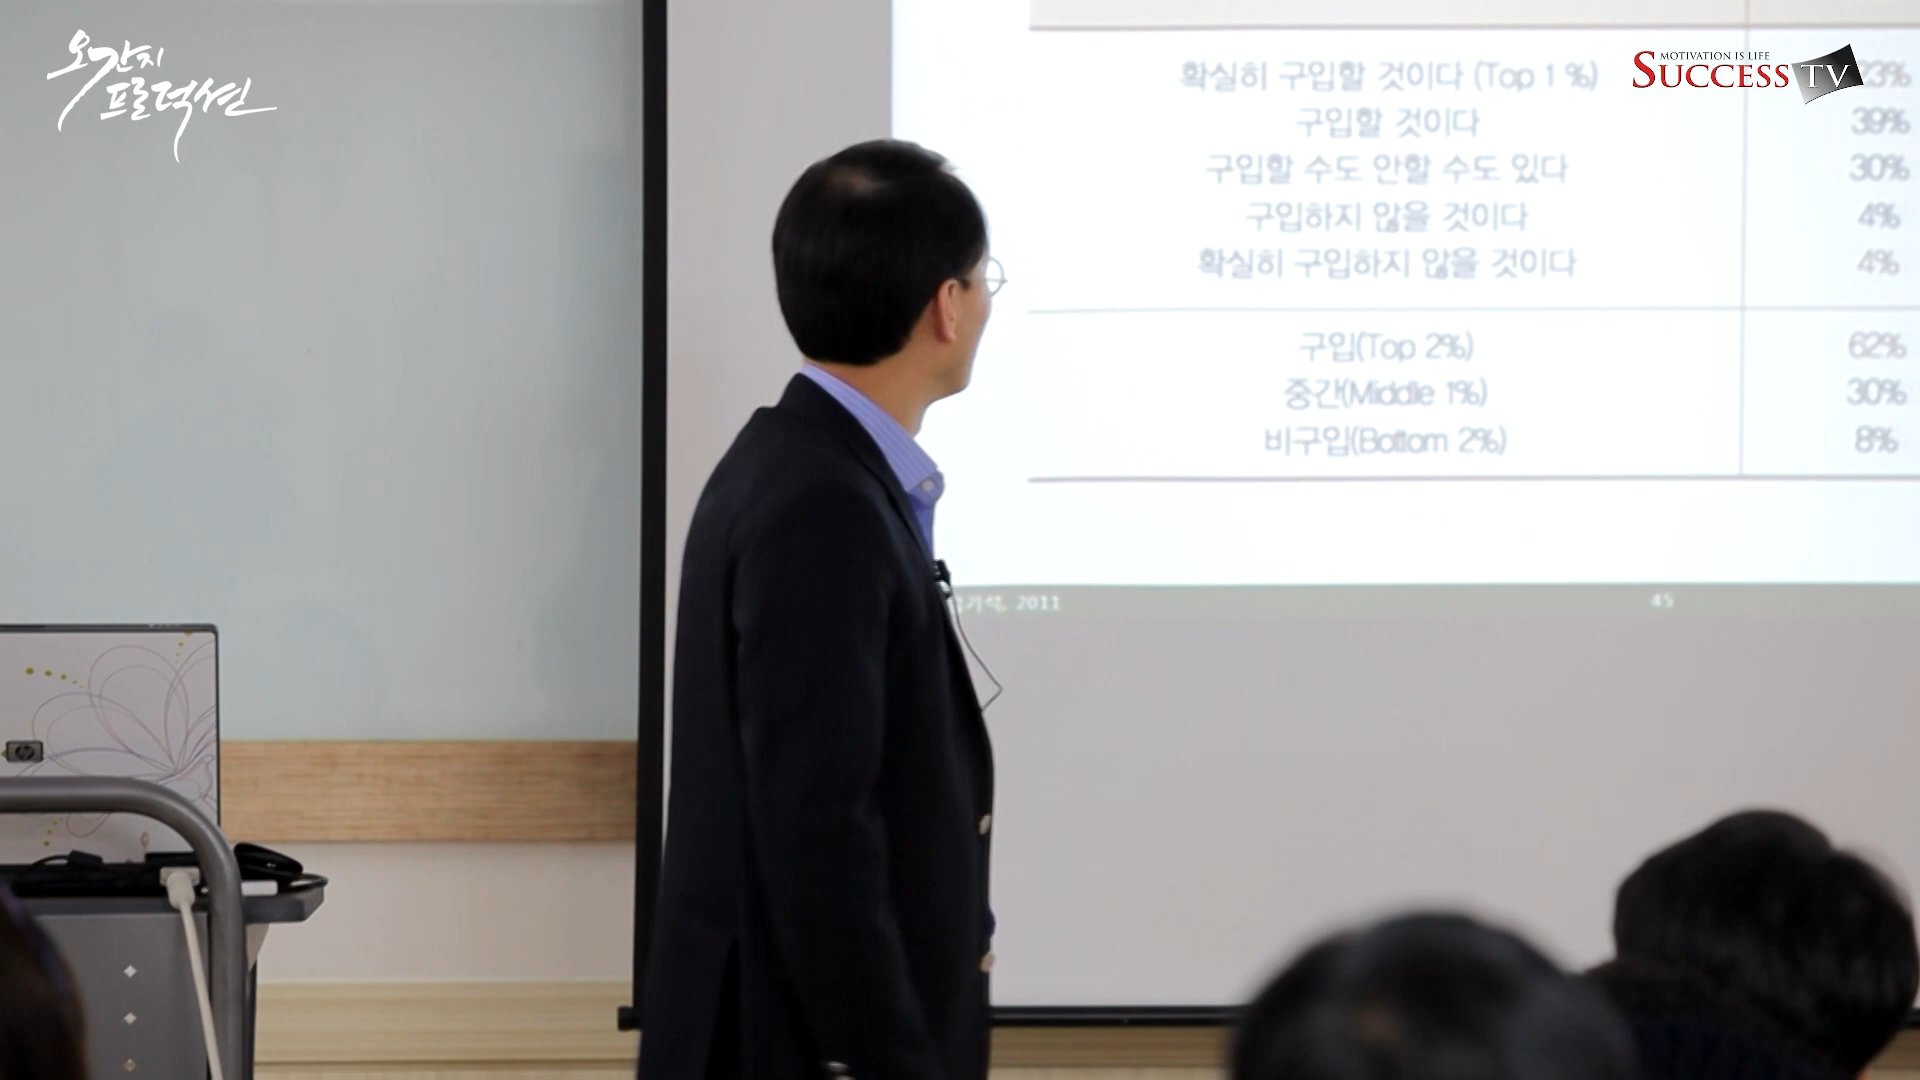 오가지
프로덕션
MOTIVATION IS LIFE
SUCCESS TV
확실히 구입할 것이다 (Top 1 %) 23%
구입할 것이다 39%
구입할 수도 안할 수도 있다 30%
구입하지 않을 것이다 4%
확실히 구입하지 않을 것이다 4%
구입(Top 2%) 62%
중간(Middle 1%) 30%
비구입(Bottom 2%) 8%
기석, 2011
45
hp